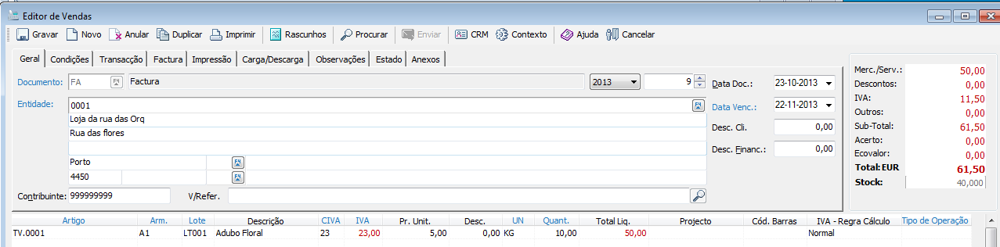 Editor de Vendas
Gravar Novo Anular Duplicar Imprimir Rascunhos Procurar Enviar CRM Contexto Ajuda Cancelar
Geral Condições Transacção Factura Impressão Carga/Descarga Observações Estado Anexos
Documento: FA F4 Factura 2013 9 Data Doc.: 23-10-2013
Entidade: 0001 F4 Data Venc.: 22-11-2013
Loja da rua das Orq Desc. Cli. 0,00
Rua das flores
Desc. Financ.: 0,00
Porto F4
4450 F4
Contribuinte: 999999999 V/Refer.
Merc./Serv.: 50,00
Descontos: 0,00
IVA: 11,50
Outros: 0,00
Sub-Total: 61,50
Acerto: 0,00
Ecovalor: 0,00
Total:EUR 61,50
Stock: 40,000
Artigo Arm. Lote Descrição CIVA IVA Pr. Unit. Desc. UN Quant. Total Liq. Projecto Cód. Barras IVA - Regra Cálculo Tipo de Operação
TV.0001 A1 LT001 Adubo Floral 23 23,00 5,00 0,00 KG 10,00 50,00 Normal